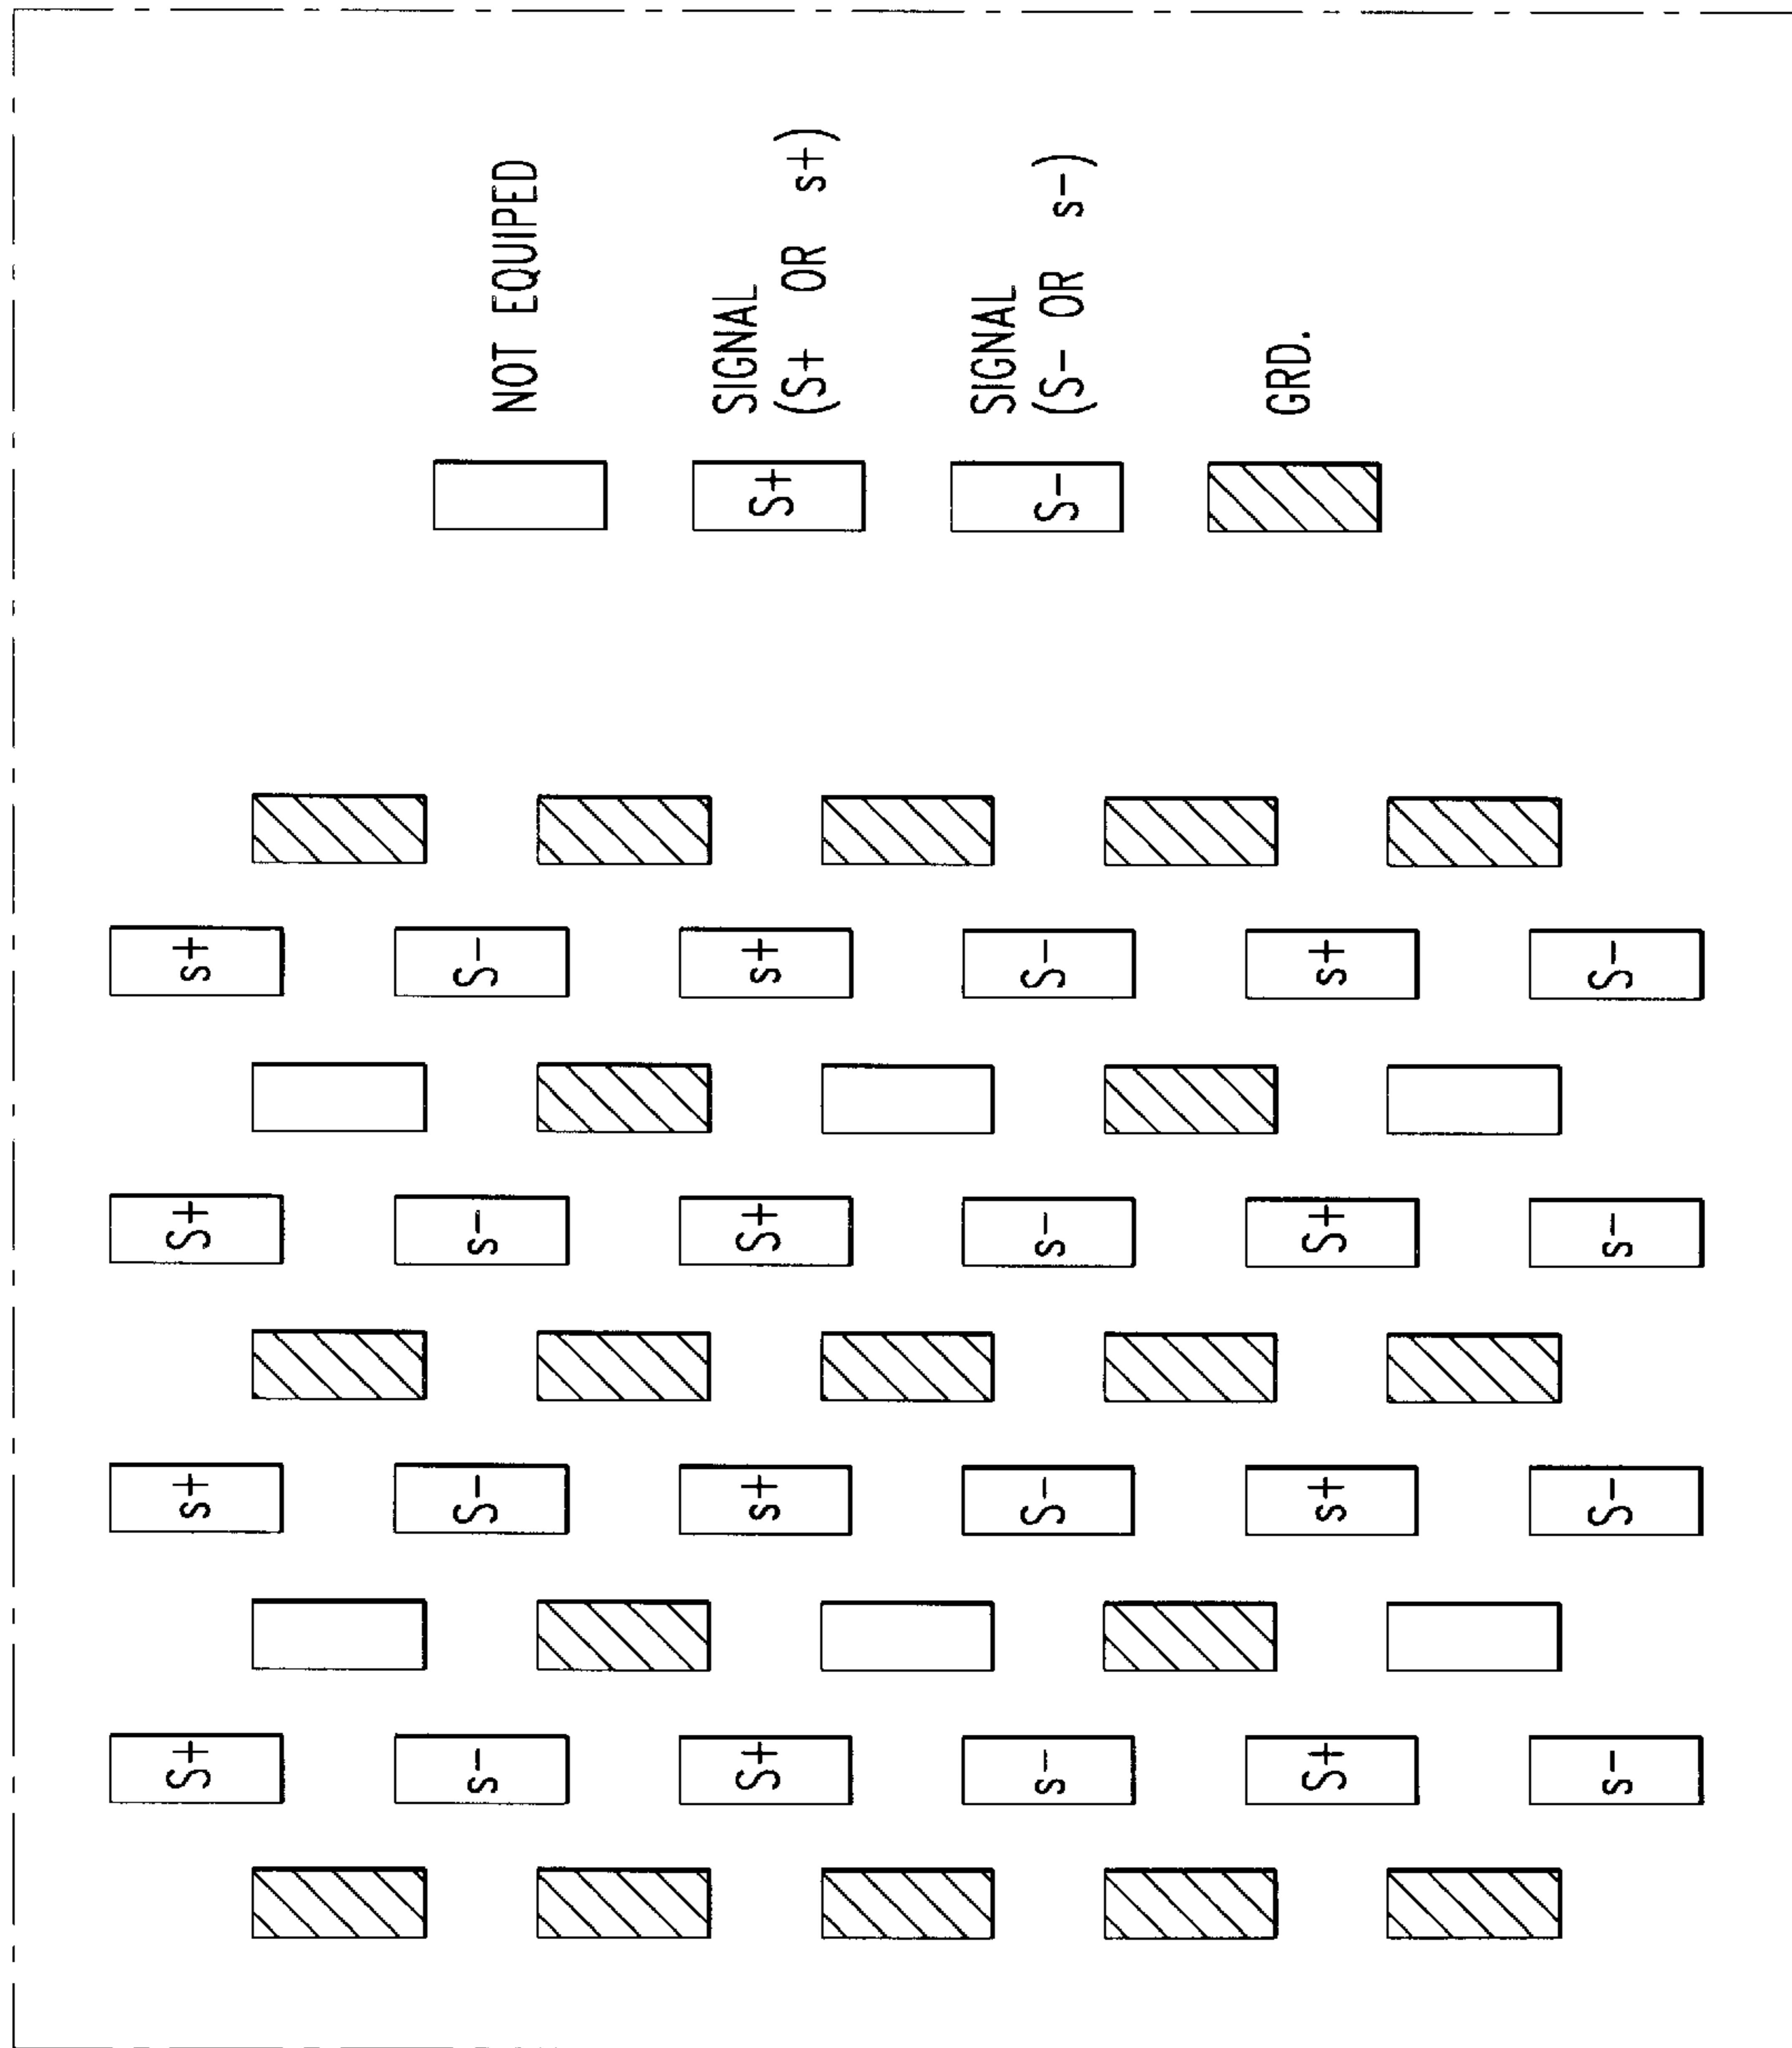 S+ s+ S+ s+
s- S- s- S-
S+ s+ S+ s+
s- S- s- S-
S+ s+ S+ s+
s- S- s- S-
NOT EQUIPED
S+
SIGNAL
(S+ OR s+)
S-
SIGNAL
(S- OR s-)
GRD.